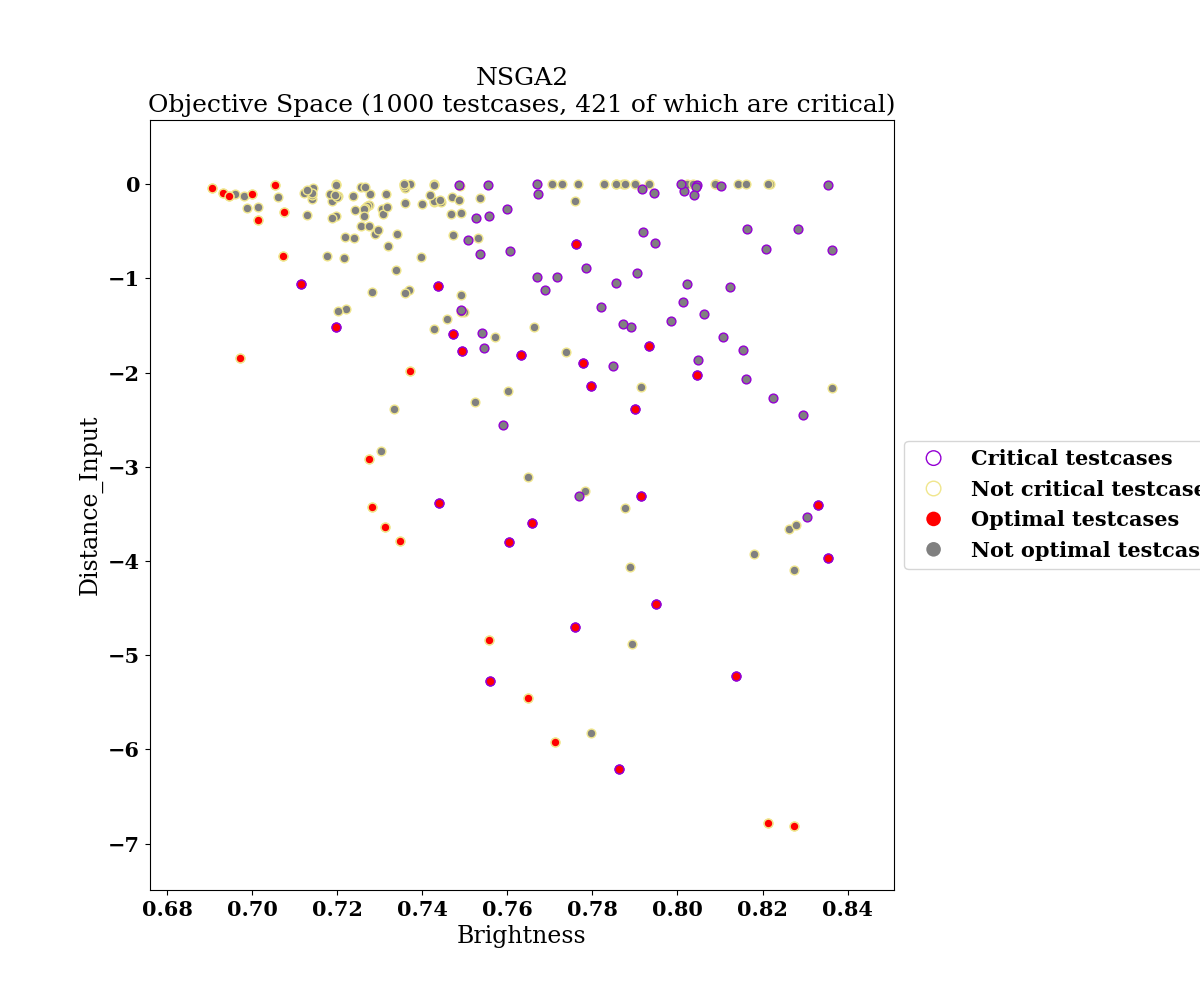 NSGA2
Objective Space (1000 testcases, 421 of which are critical)
0
−1
−2
−3
−4
−5
−6
−7
Distance_Input
0.68 0.70 0.72 0.74 0.76 0.78 0.80 0.82 0.84
Brightness
Critical testcases
Not critical testcase
Optimal testcases
Not optimal testcas